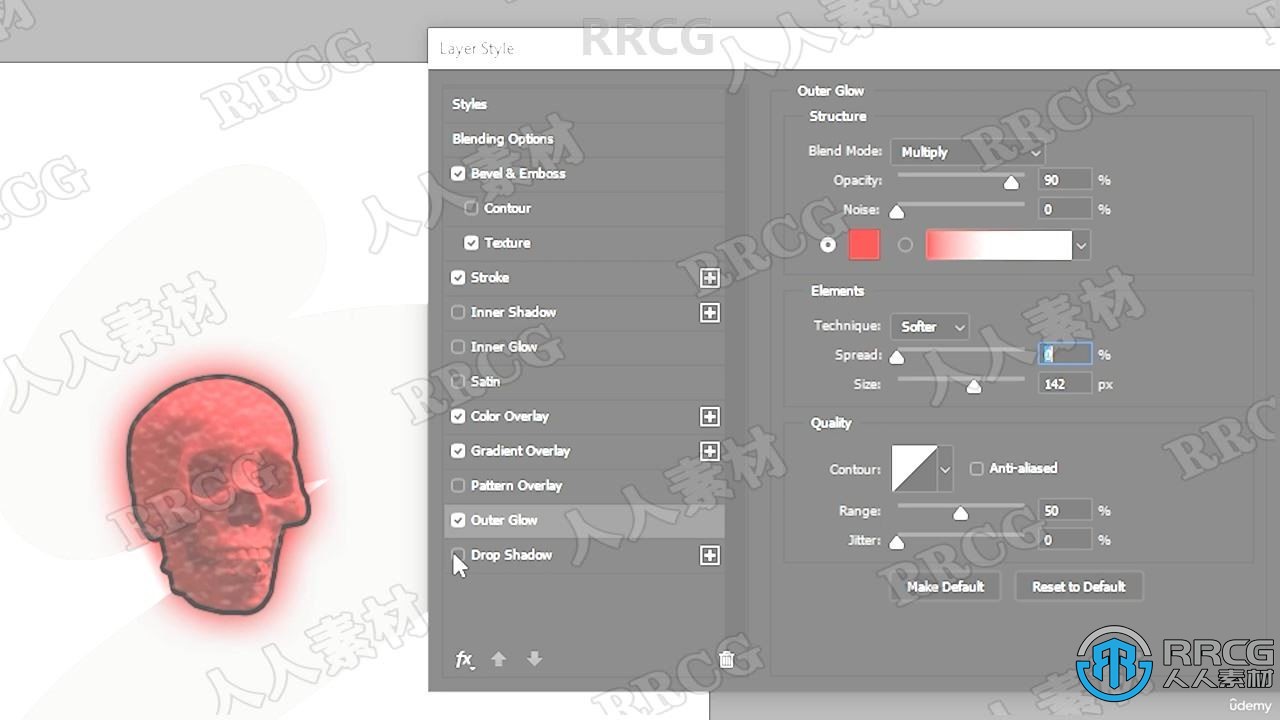 Layer Style
RRCG
Styles
Blending Options
Bevel & Emboss
Contour
Texture
Stroke
Inner Shadow
Inner Glow
Satin
Color Overlay
Gradient Overlay
Pattern Overlay
Outer Glow
Drop Shadow
fx
Outer Glow
Structure
Blend Mode: Multiply
Opacity: 90 %
Noise: 0 %
Elements
Technique: Softer
Spread: 0 %
Size: 142 px
Quality
Contour: Anti-aliased
Range: 50 %
Jitter: 0 %
Make Default Reset to Default
RRCG
人人素材
RRCG
人人素材
ûdemy